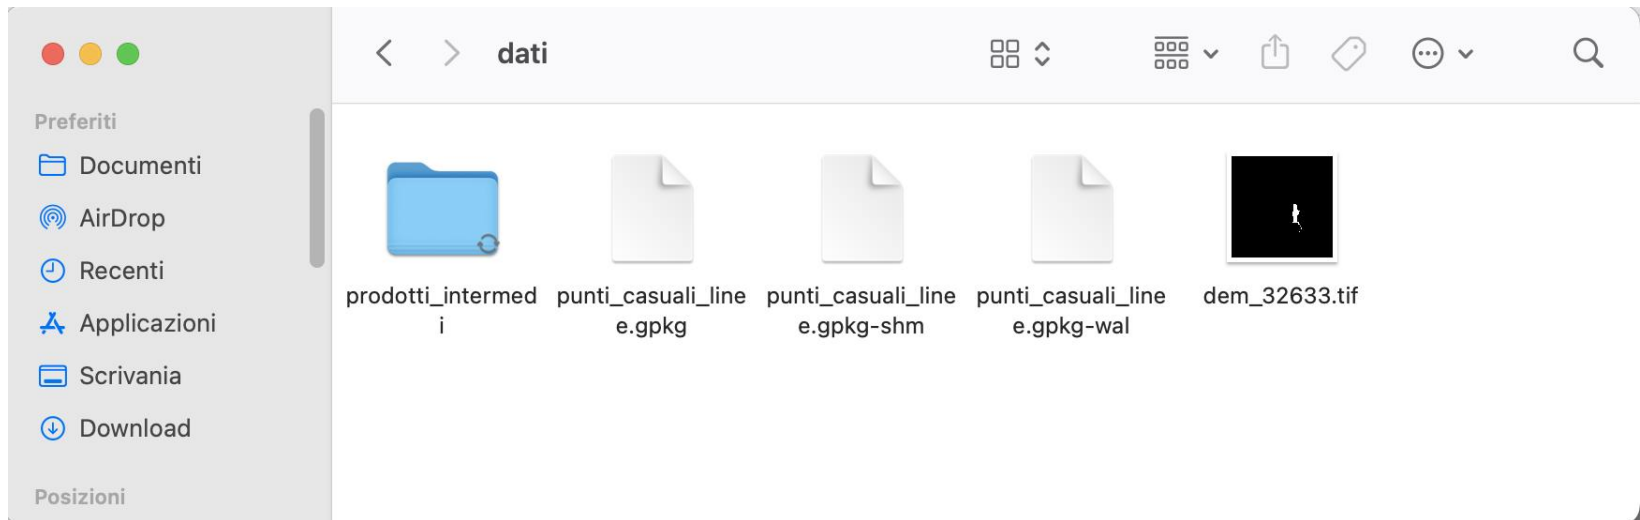 dati
Preferiti
Documenti
AirDrop
Recenti
Applicazioni
Scrivania
Download
Posizioni
prodotti_intermed
i
punti_casuali_line
e.gpkg
punti_casuali_line
e.gpkg-shm
punti_casuali_line
e.gpkg-wal
dem_32633.tif